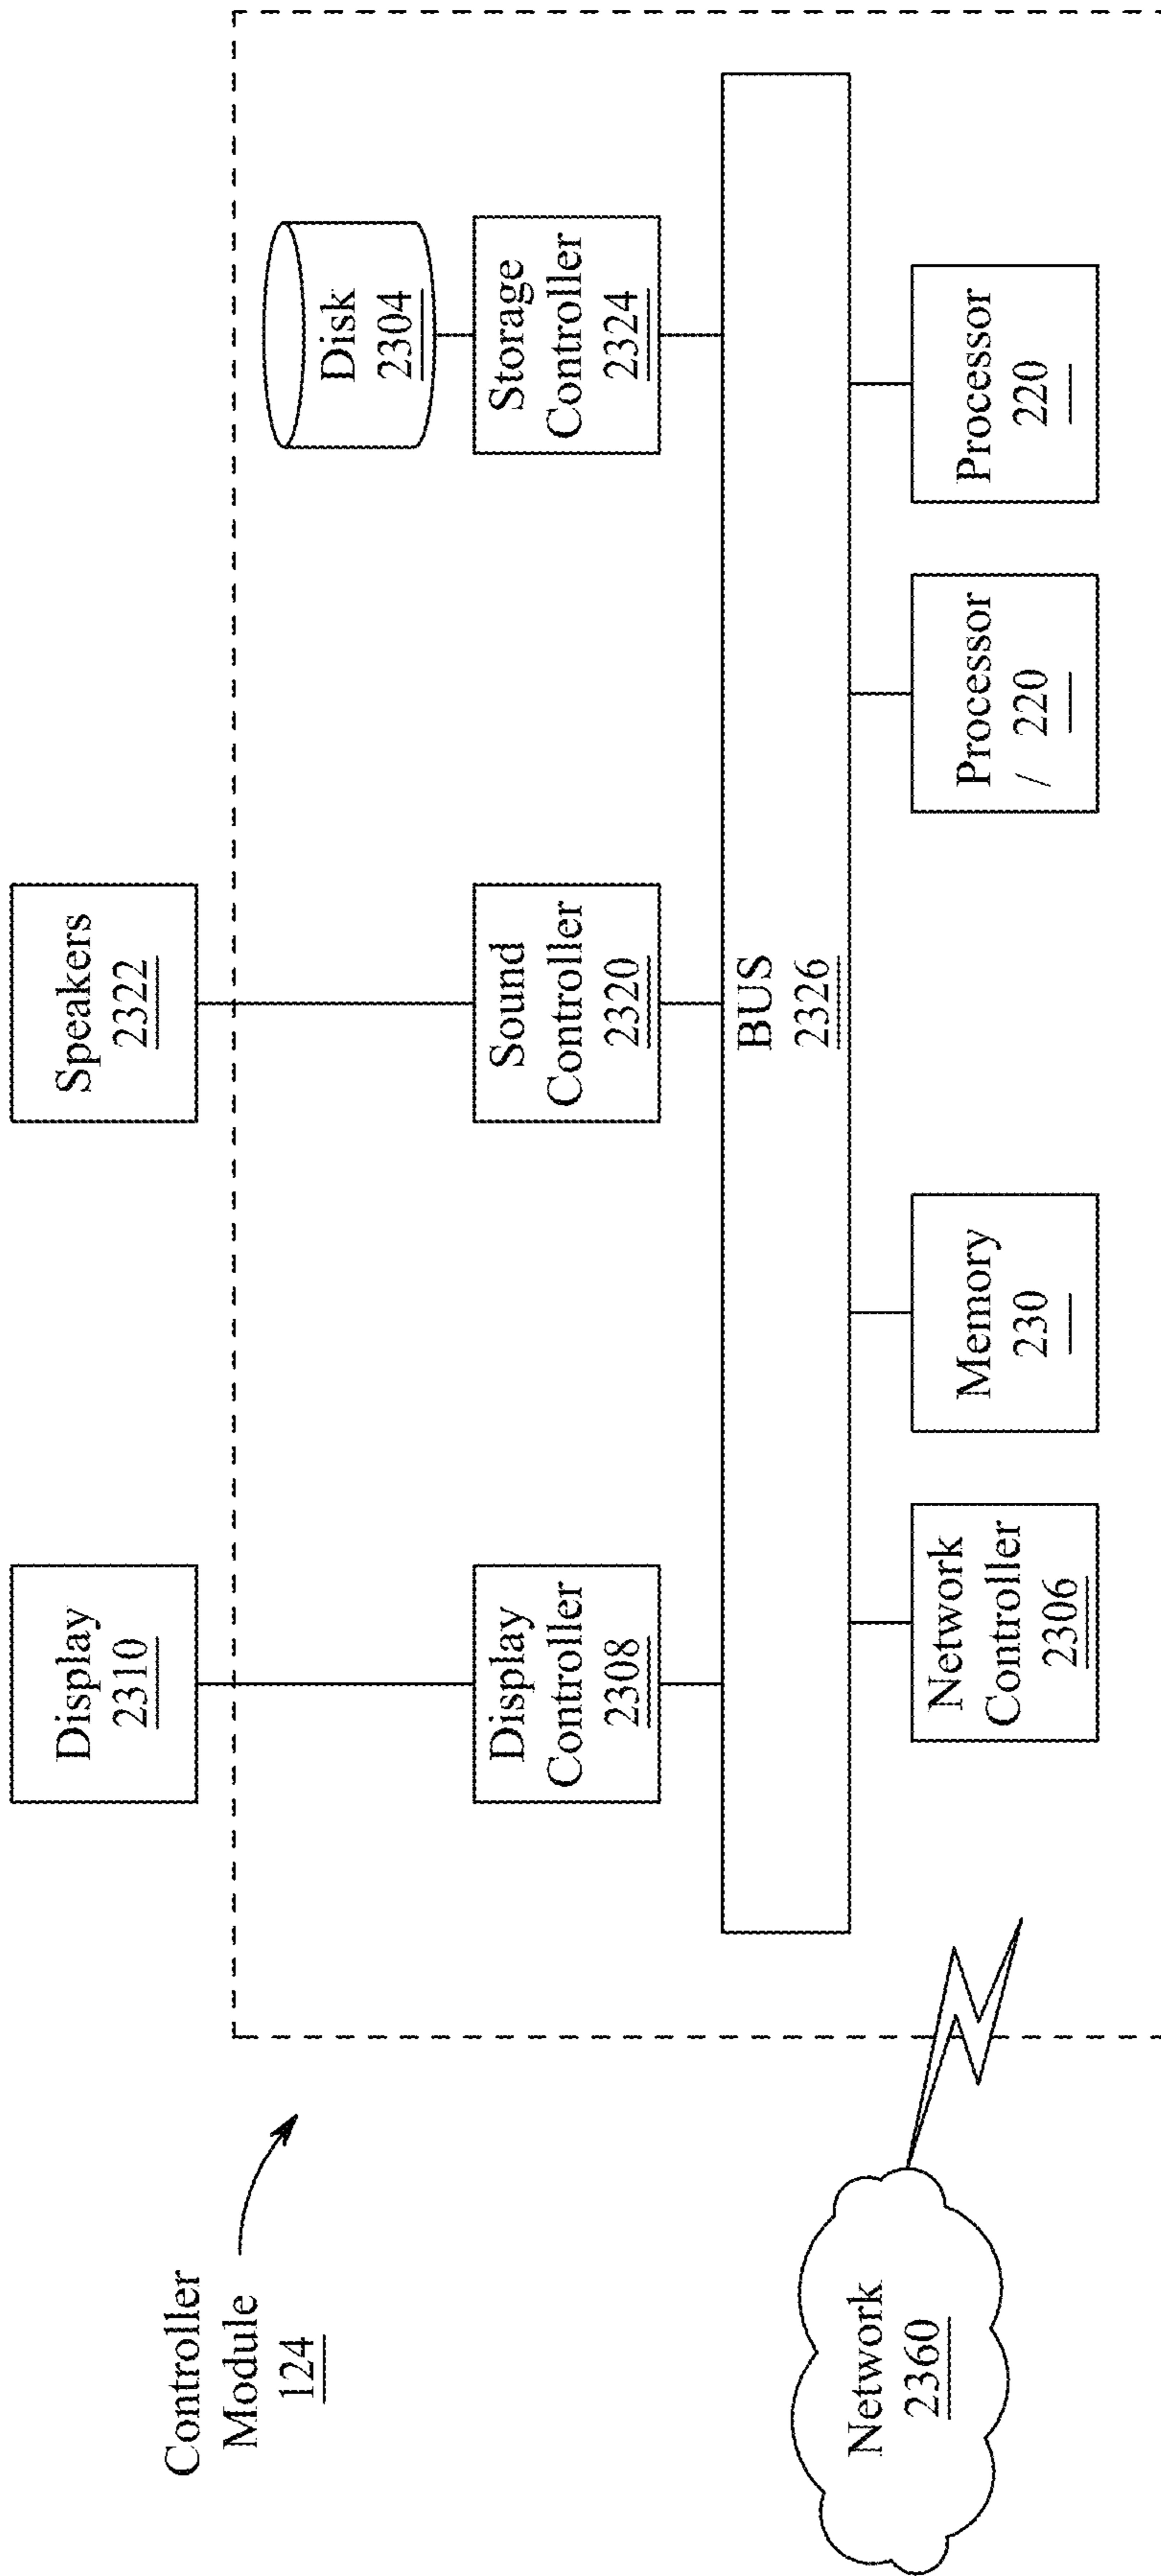 Controller
Module
124
Display
2310
Speakers
2322
Disk
2304
Display
Controller
2308
Sound
Controller
2320
Storage
Controller
2324
BUS
2326
Network
2360
Network
Controller
2306
Memory
230
Processor
/ 220
Processor
220